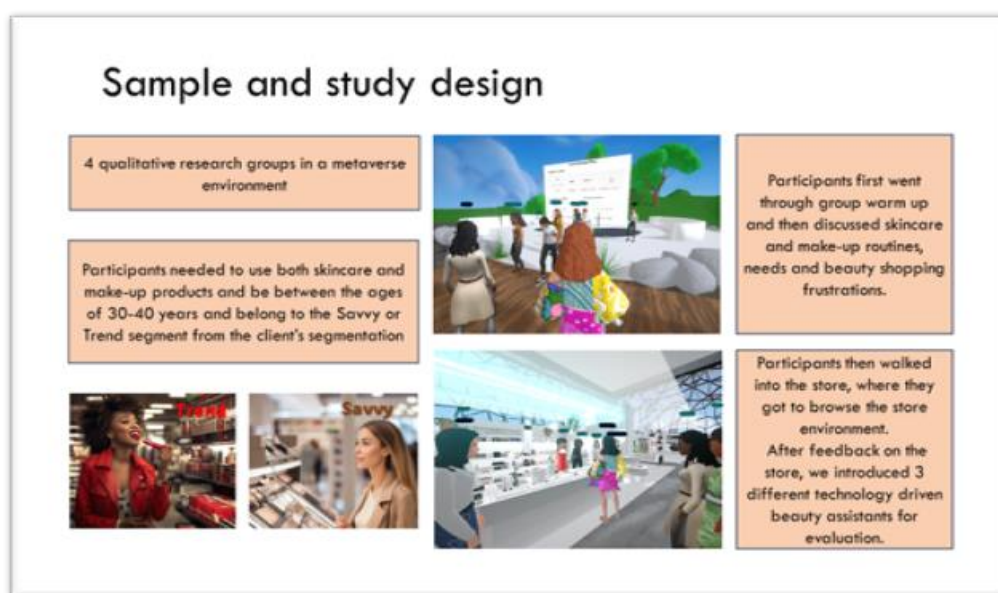 Sample and study design
4 qualitative research groups in a metaverse
environment
Participants needed to use both skincare and
make-up products and be between the ages
of 30-40 years and belong to the Savvy or
Trend segment from the client's segmentation
Trend
Savvy
Participants first went
through group warm up
and then discussed skincare
and make-up routines,
needs and beauty shopping
frustrations.
Participants then walked
into the store, where they
got to browse the store
environment.
After feedback on the
store, we introduced 3
different technology driven
beauty assistants for
evaluation.